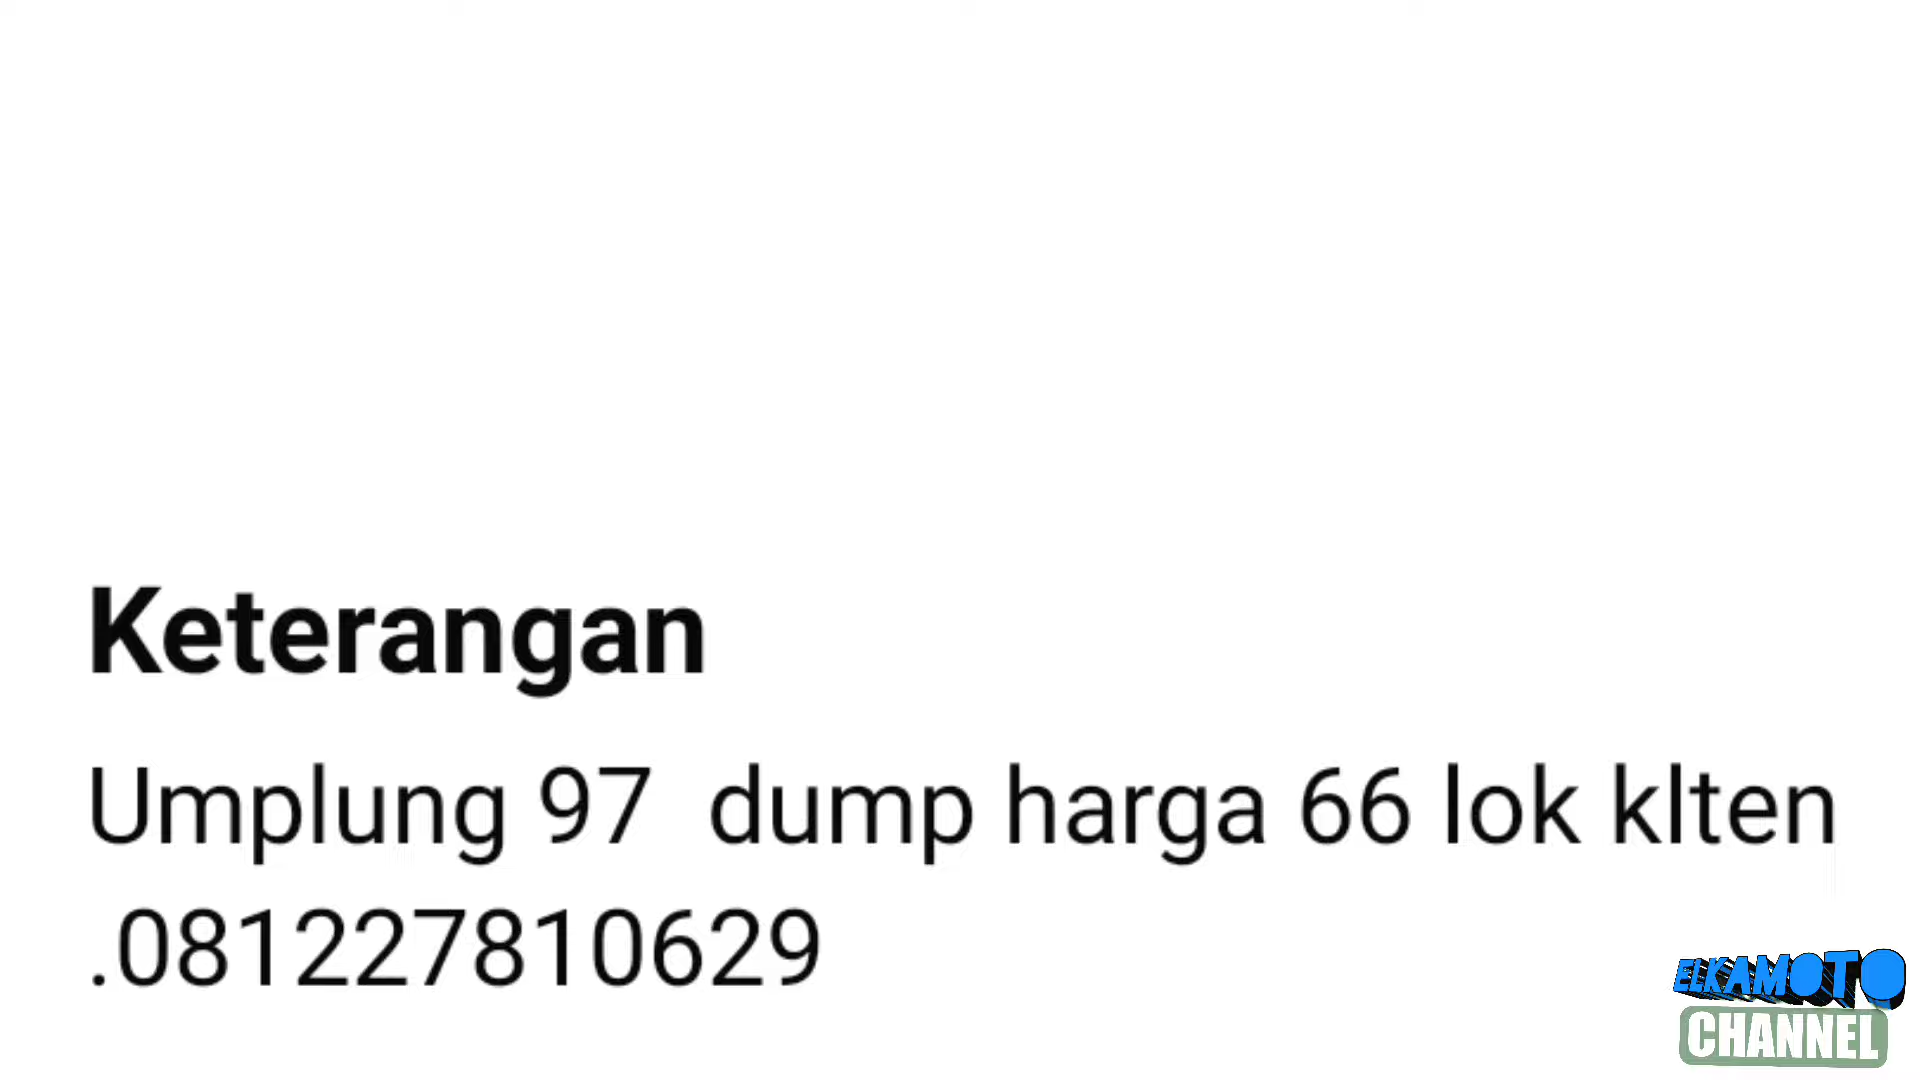 Keterangan
Umplung 97  dump harga 66 lok klten
.081227810629
ELKAMOTO
CHANNEL